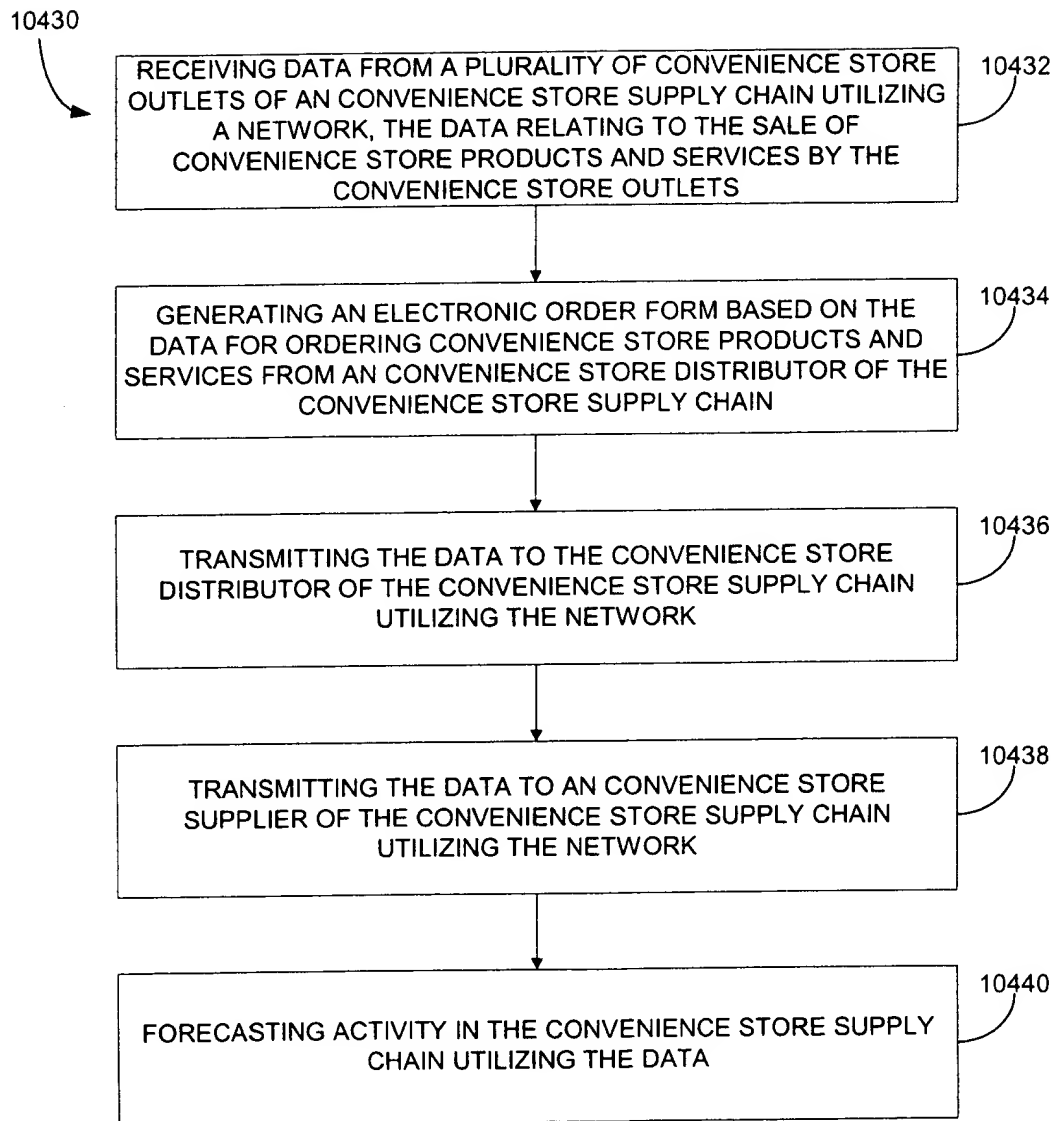 10430
RECEIVING DATA FROM A PLURALITY OF CONVENIENCE STORE
OUTLETS OF AN CONVENIENCE STORE SUPPLY CHAIN UTILIZING
A NETWORK, THE DATA RELATING TO THE SALE OF
CONVENIENCE STORE PRODUCTS AND SERVICES BY THE
CONVENIENCE STORE OUTLETS
10432
GENERATING AN ELECTRONIC ORDER FORM BASED ON THE
DATA FOR ORDERING CONVENIENCE STORE PRODUCTS AND
SERVICES FROM AN CONVENIENCE STORE DISTRIBUTOR OF THE
CONVENIENCE STORE SUPPLY CHAIN
10434
TRANSMITTING THE DATA TO THE CONVENIENCE STORE
DISTRIBUTOR OF THE CONVENIENCE STORE SUPPLY CHAIN
UTILIZING THE NETWORK
10436
TRANSMITTING THE DATA TO AN CONVENIENCE STORE
SUPPLIER OF THE CONVENIENCE STORE SUPPLY CHAIN
UTILIZING THE NETWORK
10438
FORECASTING ACTIVITY IN THE CONVENIENCE STORE SUPPLY
CHAIN UTILIZING THE DATA
10440